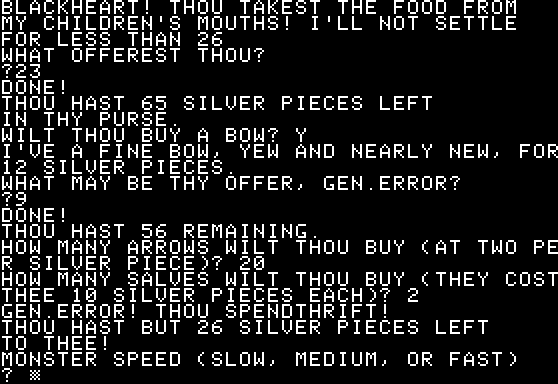 BLACKHEART! THOU TAKEST THE FOOD FROM
MY CHILDREN'S MOUTHS! I'LL NOT SETTLE
FOR LESS THAN 26
WHAT OFFEREST THOU?
?23
DONE!
THOU HAST 65 SILVER PIECES LEFT
IN THY PURSE.
WILT THOU BUY A BOW? Y
I'VE A FINE BOW, YEW AND NEARLY NEW, FOR
12 SILVER PIECES.
WHAT MAY BE THY OFFER, GEN.ERROR?
?9
DONE!
THOU HAST 56 REMAINING.
HOW MANY ARROWS WILT THOU BUY (AT TWO PE
R SILVER PIECE)? 20
HOW MANY SALVES WILT THOU BUY (THEY COST
THEE 10 SILVER PIECES EACH)? 2
GEN.ERROR! THOU SPENDTHRIFT!
THOU HAST BUT 26 SILVER PIECES LEFT
TO THEE!
MONSTER SPEED (SLOW, MEDIUM, OR FAST)
?